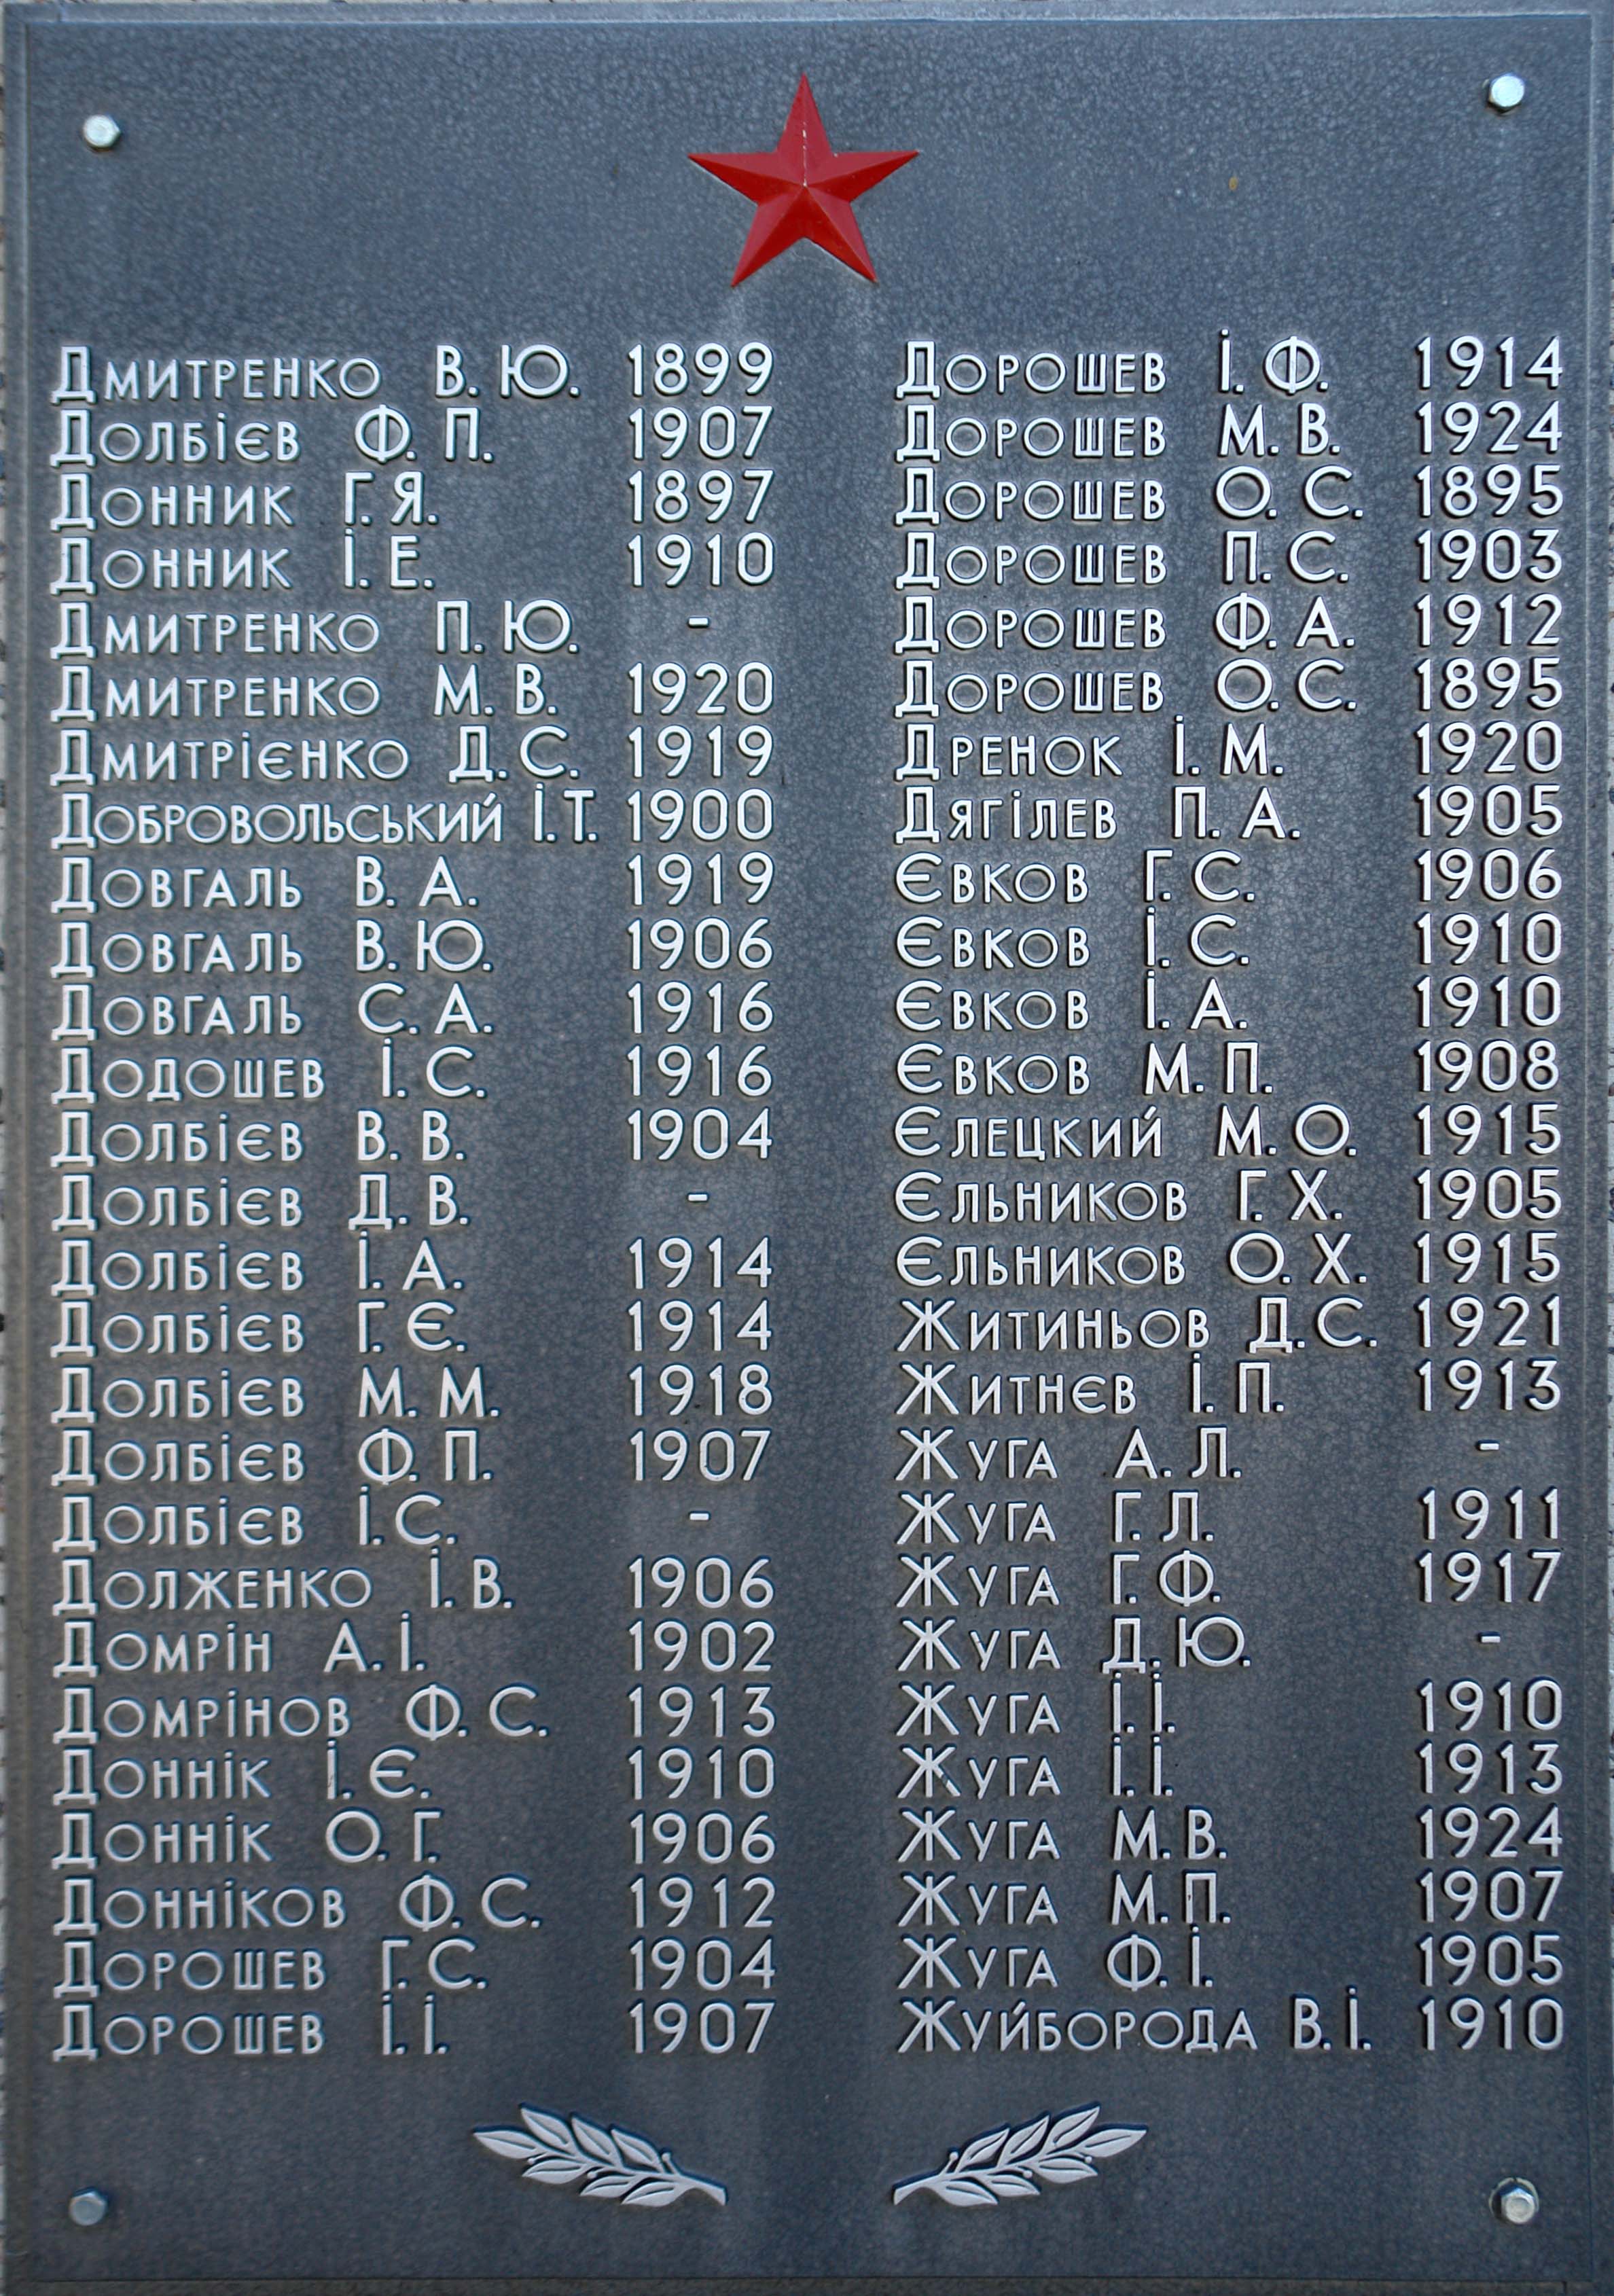 Дмитренко В. Ю. 1899
Долбієв Ф. П. 1907
Донник Г. Я. 1897
Донник І. Е. 1910
Дмитренко П. Ю. -
Дмитренко М. В. 1920
Дмитрієнко Д. С. 1919
Добровольський І. Т. 1900
Довгаль В. А. 1919
Довгаль В. Ю. 1906
Довгаль С. А. 1916
Додошев І. С. 1916
Долбієв В. В. 1904
Долбієв Д. В. -
Долбієв І. А. 1914
Долбієв Г. Є. 1914
Долбієв М. М. 1918
Долбієв Ф. П. 1907
Долбієв І. С. -
Долженко І. В. 1906
Домрін А. І. 1902
Домрінов Ф. С. 1913
Доннік І. Є. 1910
Доннік О. Г. 1906
Донніков Ф. С. 1912
Дорошев Г. С. 1904
Дорошев І. І. 1907
Дорошев І. Ф. 1914
Дорошев М. В. 1924
Дорошев О. С. 1895
Дорошев П. С. 1903
Дорошев Ф. А. 1912
Дорошев О. С. 1895
Дренок І. М. 1920
Дягілев П. А. 1905
Євков Г. С. 1906
Євков І. С. 1910
Євков І. А. 1910
Євков М. П. 1908
Єлецкий М. О. 1915
Єльников Г. Х. 1905
Єльников О. Х. 1915
Житиньов Д. С. 1921
Житнєв І. П. 1913
Жуга А. Л. -
Жуга Г. Л. 1911
Жуга Г. Ф. 1917
Жуга Д. Ю. -
Жуга І. І. 1910
Жуга І. І. 1913
Жуга М. В. 1924
Жуга М. П. 1907
Жуга Ф. І. 1905
Жуйборода В. І. 1910